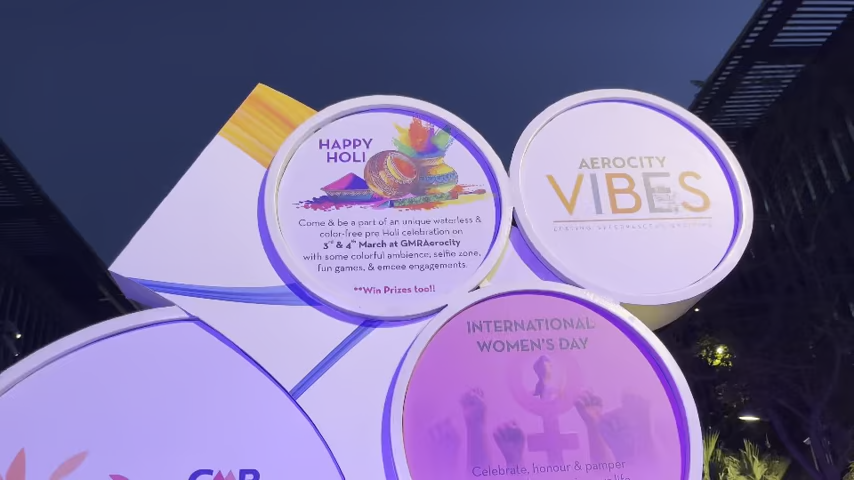 HAPPY
HOLI
Come & be a part of an unique waterless &
color-free pre Holi celebration on
3rd & 4th March at GMRAerocity
with some colorful ambience, selfie zone,
fun games, & emcee engagements.
**Win Prizes too!!
AEROCITY
VIBES
INTERNATIONAL
WOMEN'S DAY
Celebrate, honour & pamper
GMR